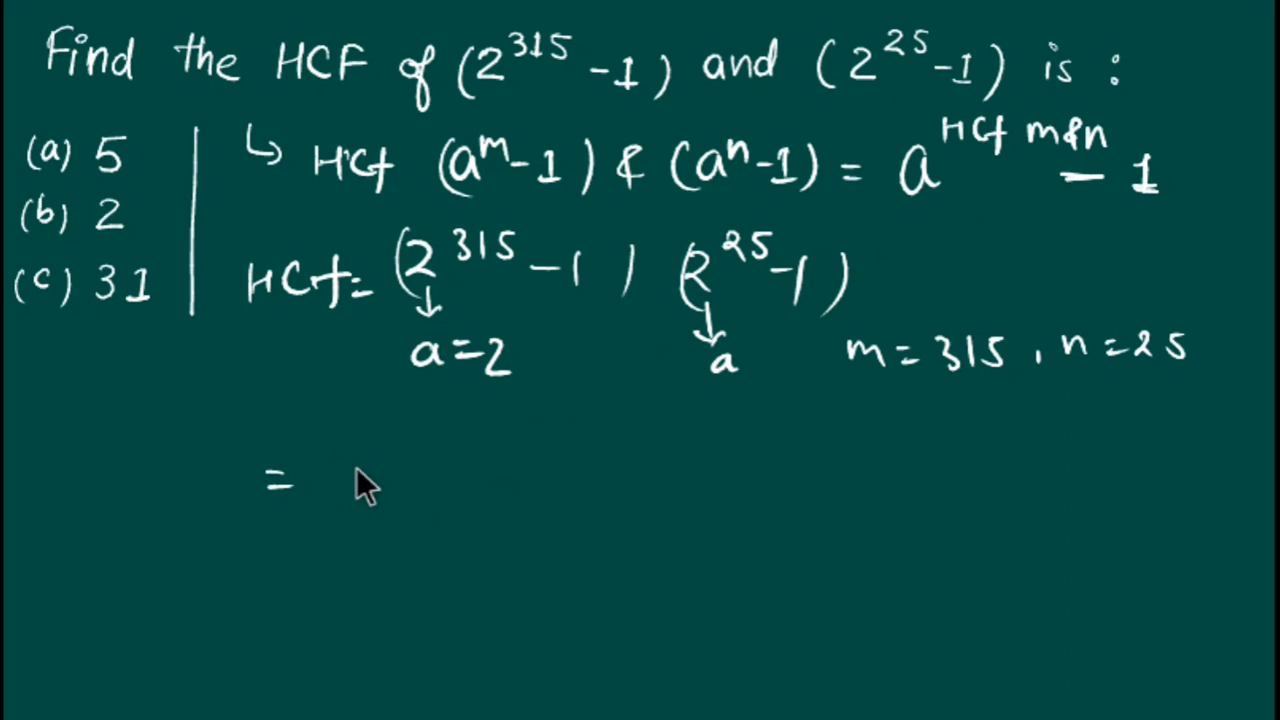 Find the HCF of (2^315 -1) and (2^25 -1) is :
(a) 5
(b) 2
(c) 31
↳ HCf (a^m - 1) & (a^n - 1) = a^HCf m&n - 1
HCf = (2^315 - 1) (2^25 - 1)
↓ ↓
a=2 a m = 315, n = 25
=